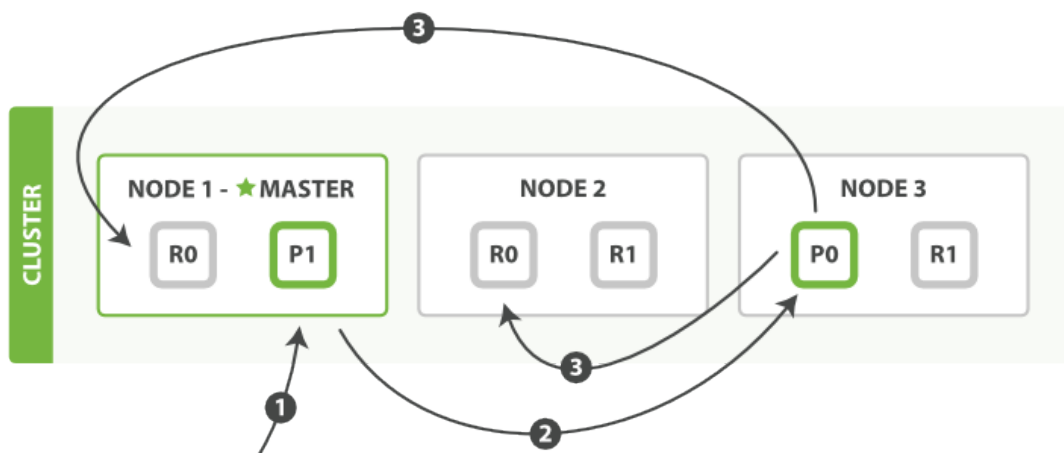 3
CLUSTER
NODE 1 - ★ MASTER
R0
P1
NODE 2
R0
R1
NODE 3
P0
R1
3
1
2